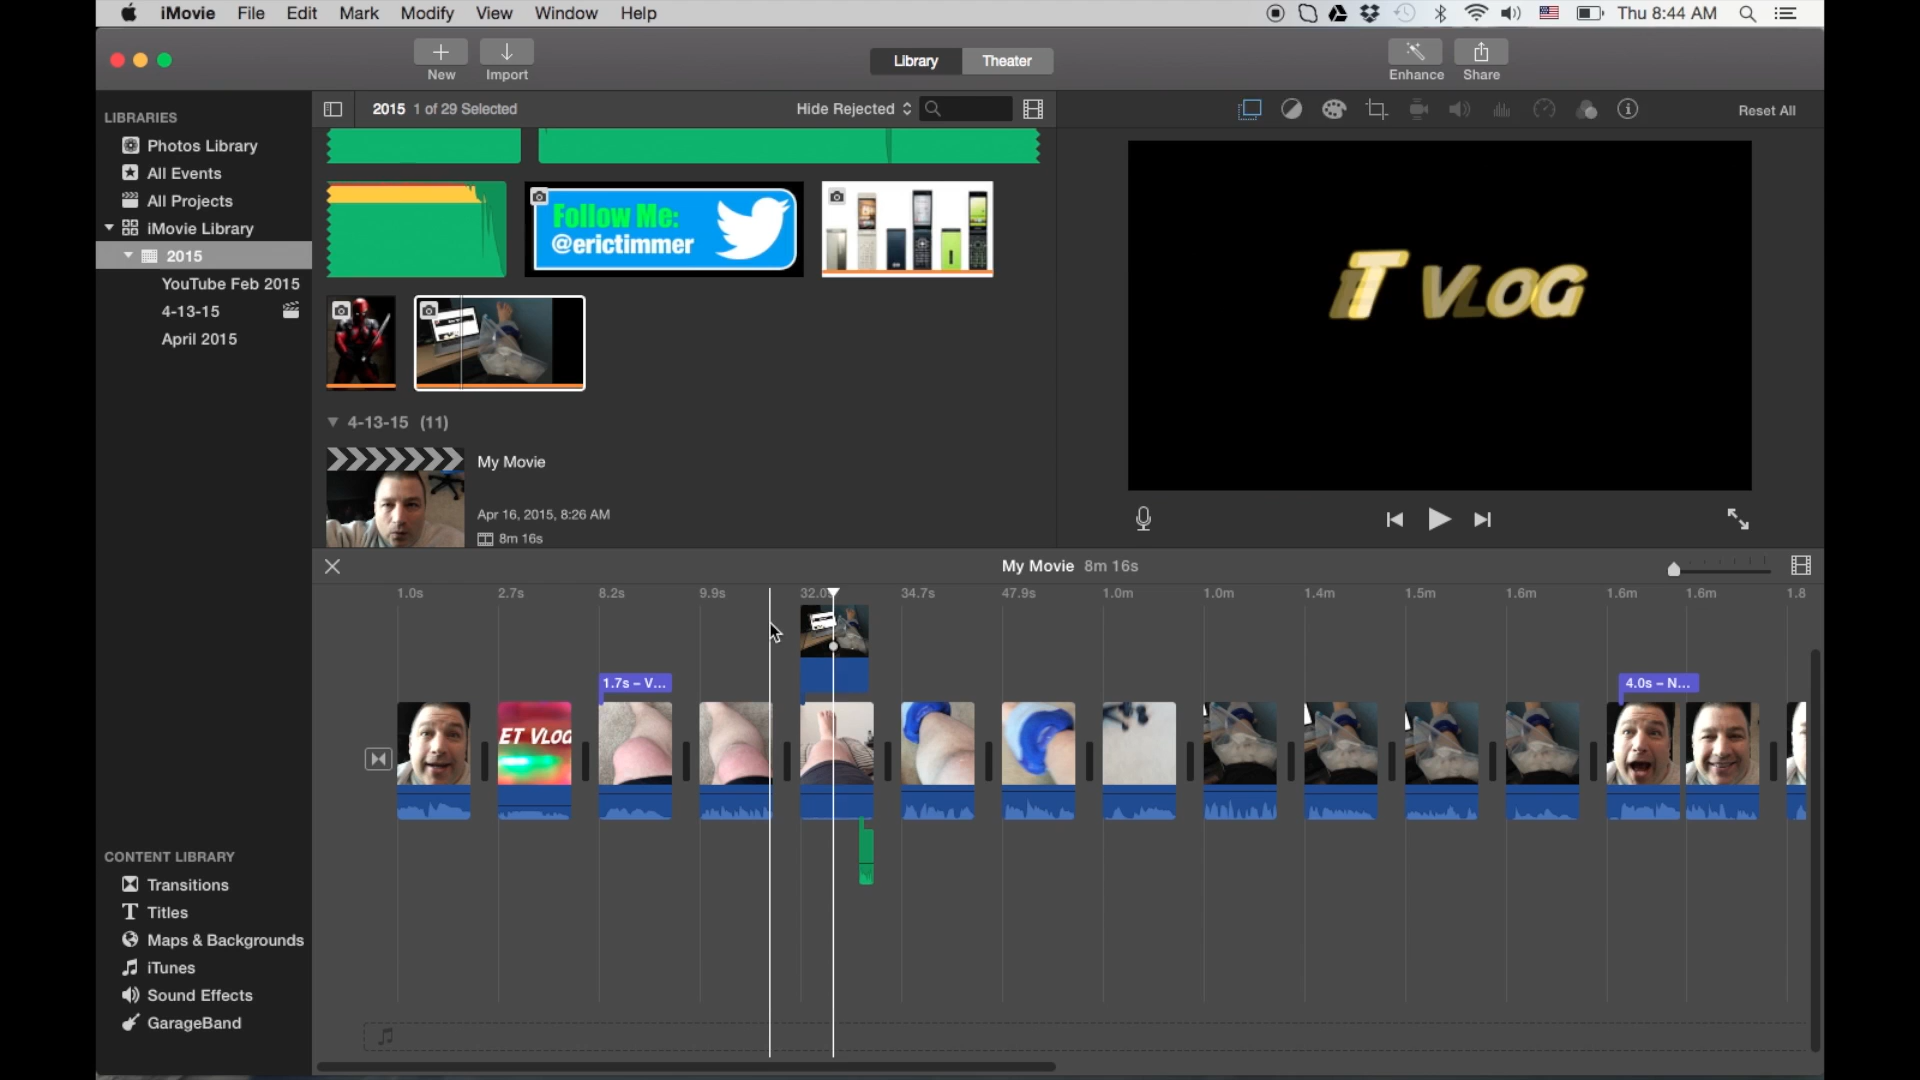 iMovie File Edit Mark Modify View Window Help Thu 8:44 AM
New Import Library Theater Enhance Share
LIBRARIES
Photos Library
All Events
All Projects
iMovie Library
2015
YouTube Feb 2015
4-13-15
April 2015
CONTENT LIBRARY
Transitions
Titles
Maps & Backgrounds
iTunes
Sound Effects
GarageBand
2015 1 of 29 Selected Hide Rejected
Reset All
Follow Me:
@erictimmer
4-13-15 (11)
My Movie
Apr 16, 2015, 8:26 AM
8m 16s
VLOG
My Movie 8m 16s
1.0s 2.7s 8.2s 9.9s 32.0s 34.7s 47.9s 1.0m 1.0m 1.4m 1.5m 1.6m 1.6m 1.6m 1.8
1.7s – V... 4.0s – N...
ET VLOG